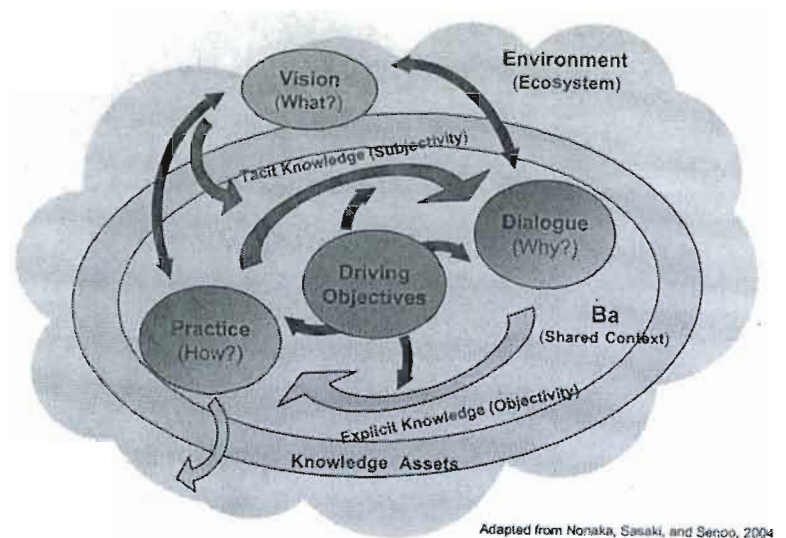 Environment
(Ecosystem)
Vision
(What?)
Tacit Knowledge (Subjectivity)
Dialogue
(Why?)
Driving
Objectives
Ba
(Shared Context)
Practice
(How?)
Explicit Knowledge (Objectivity)
Knowledge Assets
Adapted from Nonaka, Sasaki, and Senoo, 2004